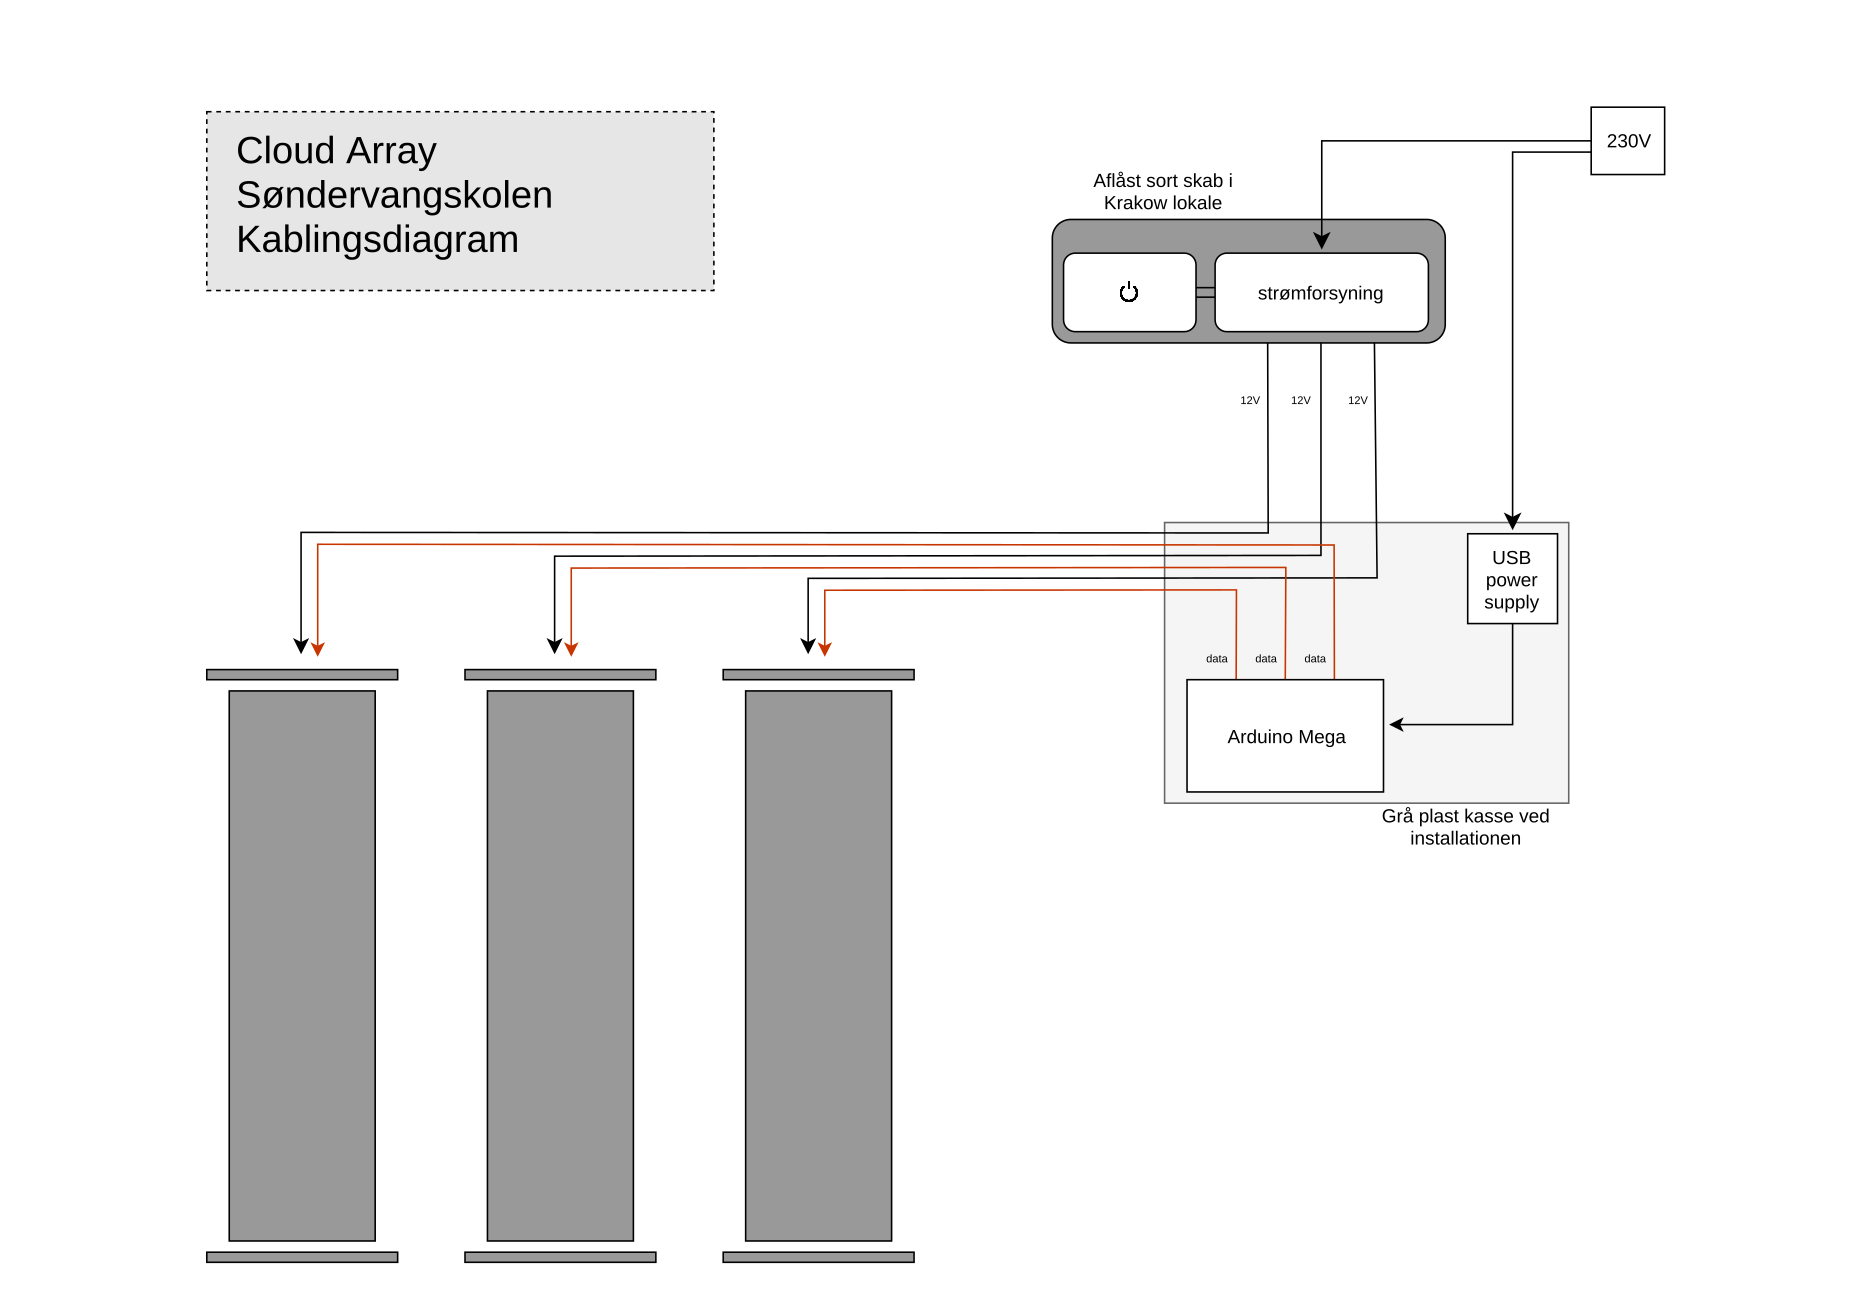 Cloud Array
Søndervangskolen
Kablingsdiagram
230V
Aflåst sort skab i
Krakow lokale
strømforsyning
12V
12V
12V
USB
power
supply
data
data
data
Arduino Mega
Grå plast kasse ved
installationen